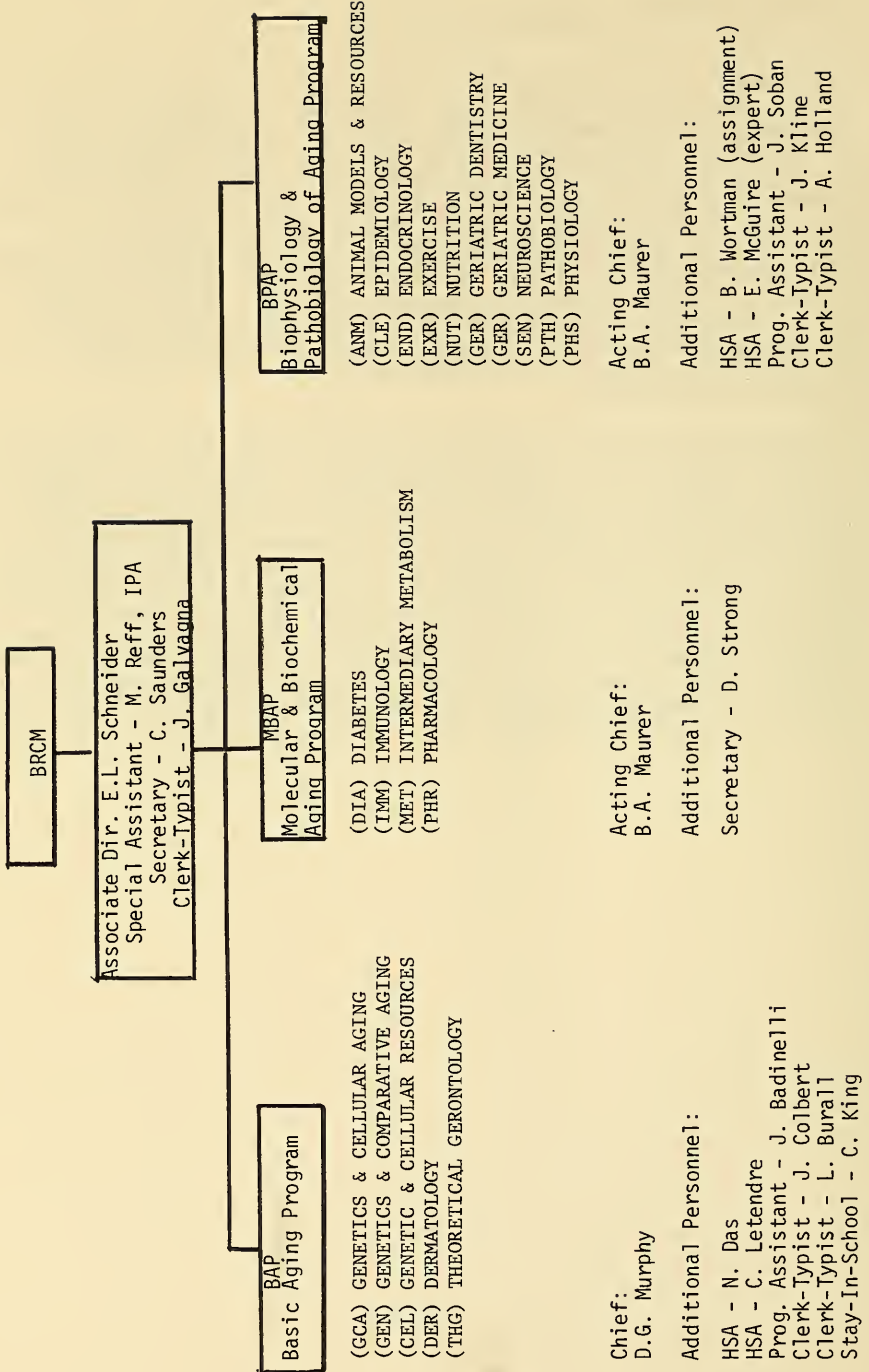 BRCM
Associate Dir. E.L. Schneider
Special Assistant - M. Reff, IPA
Secretary - C. Saunders
Clerk-Typist - J. Galvagna
BAP
Basic Aging Program
(GCA) GENETICS & CELLULAR AGING
(GEN) GENETICS & COMPARATIVE AGING
(CEL) GENETIC & CELLULAR RESOURCES
(DER) DERMATOLOGY
(THG) THEORETICAL GERONTOLOGY
Chief:
D.G. Murphy
Additional Personnel:
HSA - N. Das
HSA - C. Letendre
Prog. Assistant - J. Badinelli
Clerk-Typist - J. Colbert
Clerk-Typist - L. Burall
Stay-In-School - C. King
MBAP
Molecular & Biochemical
Aging Program
(DIA) DIABETES
(IMM) IMMUNOLOGY
(MET) INTERMEDIARY METABOLISM
(PHR) PHARMACOLOGY
Acting Chief:
B.A. Maurer
Additional Personnel:
Secretary - D. Strong
BPAP
Biophysiology &
Pathobiology of Aging Program
(ANM) ANIMAL MODELS & RESOURCES
(CLE) EPIDEMIOLOGY
(END) ENDOCRINOLOGY
(EXR) EXERCISE
(NUT) NUTRITION
(GER) GERIATRIC DENTISTRY
(GER) GERIATRIC MEDICINE
(SEN) NEUROSCIENCE
(PTH) PATHOBIOLOGY
(PHS) PHYSIOLOGY
Acting Chief:
B.A. Maurer
Additional Personnel:
HSA - B. Wortman (assignment)
HSA - E. McGuire (expert)
Prog. Assistant - J. Soban
Clerk-Typist - J. Kline
Clerk-Typist - A. Holland